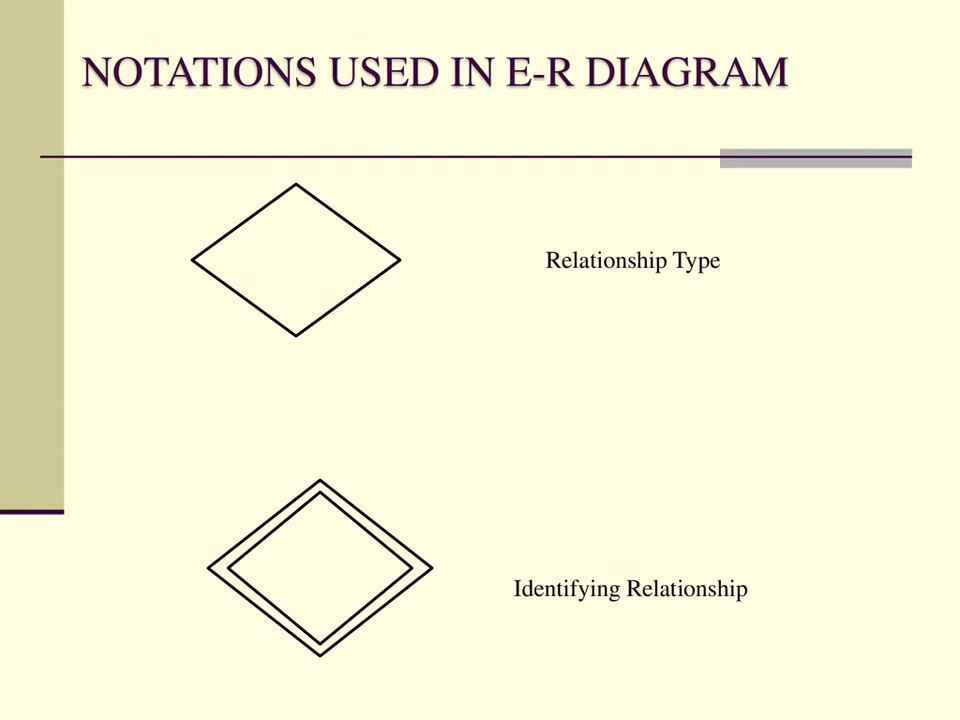 NOTATIONS USED IN E-R DIAGRAM
Relationship Type
Identifying Relationship